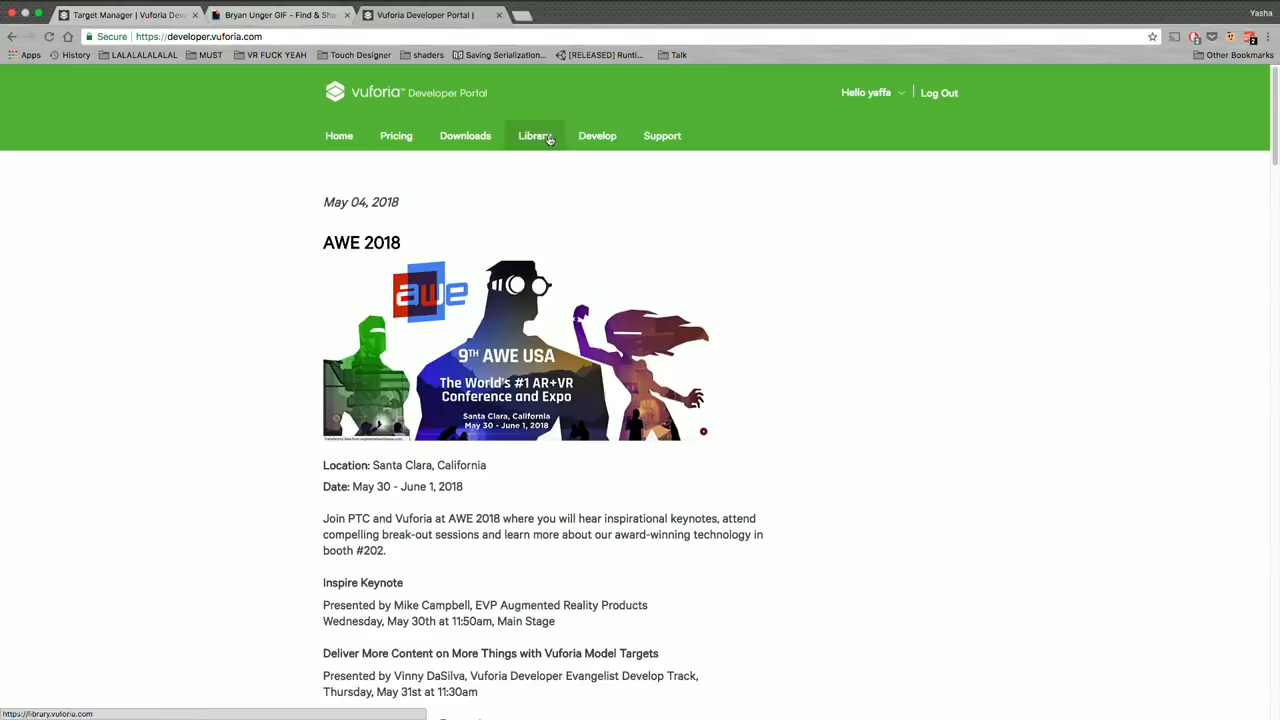 Target Manager | Vuforia Dev
Bryan Unger GIF - Find & Sha
Vuforia Developer Portal |
Yasha
Secure | https://developer.vuforia.com
Apps History LALALALALALAL MUST VR FUCK YEAH Touch Designer shaders Saving Serialization... [RELEASED] Runti... Talk Other Bookmarks
vuforia™ Developer Portal
Hello yaffa | Log Out
Home Pricing Downloads Library Develop Support
May 04, 2018
AWE 2018
awe
9TH AWE USA
The World's #1 AR+VR
Conference and Expo
Santa Clara, California
May 30 - June 1, 2018
Location: Santa Clara, California
Date: May 30 - June 1, 2018
Join PTC and Vuforia at AWE 2018 where you will hear inspirational keynotes, attend
compelling break-out sessions and learn more about our award-winning technology in
booth #202.
Inspire Keynote
Presented by Mike Campbell, EVP Augmented Reality Products
Wednesday, May 30th at 11:50am, Main Stage
Deliver More Content on More Things with Vuforia Model Targets
Presented by Vinny DaSilva, Vuforia Developer Evangelist Develop Track,
Thursday, May 31st at 11:30am
https://library.vuforia.com